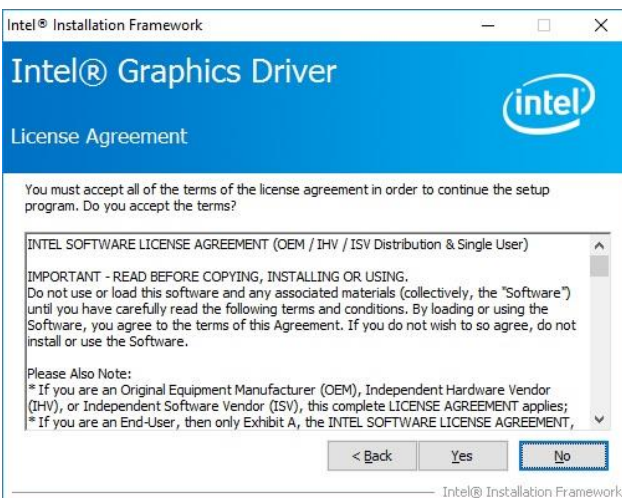 Intel® Installation Framework
Intel® Graphics Driver
intel
License Agreement
You must accept all of the terms of the license agreement in order to continue the setup
program. Do you accept the terms?
INTEL SOFTWARE LICENSE AGREEMENT (OEM / IHV / ISV Distribution & Single User)
IMPORTANT - READ BEFORE COPYING, INSTALLING OR USING.
Do not use or load this software and any associated materials (collectively, the "Software")
until you have carefully read the following terms and conditions. By loading or using the
Software, you agree to the terms of this Agreement. If you do not wish to so agree, do not
install or use the Software.
Please Also Note:
* If you are an Original Equipment Manufacturer (OEM), Independent Hardware Vendor
(IHV), or Independent Software Vendor (ISV), this complete LICENSE AGREEMENT applies;
* If you are an End-User, then only Exhibit A, the INTEL SOFTWARE LICENSE AGREEMENT,
< Back Yes No
Intel® Installation Framework